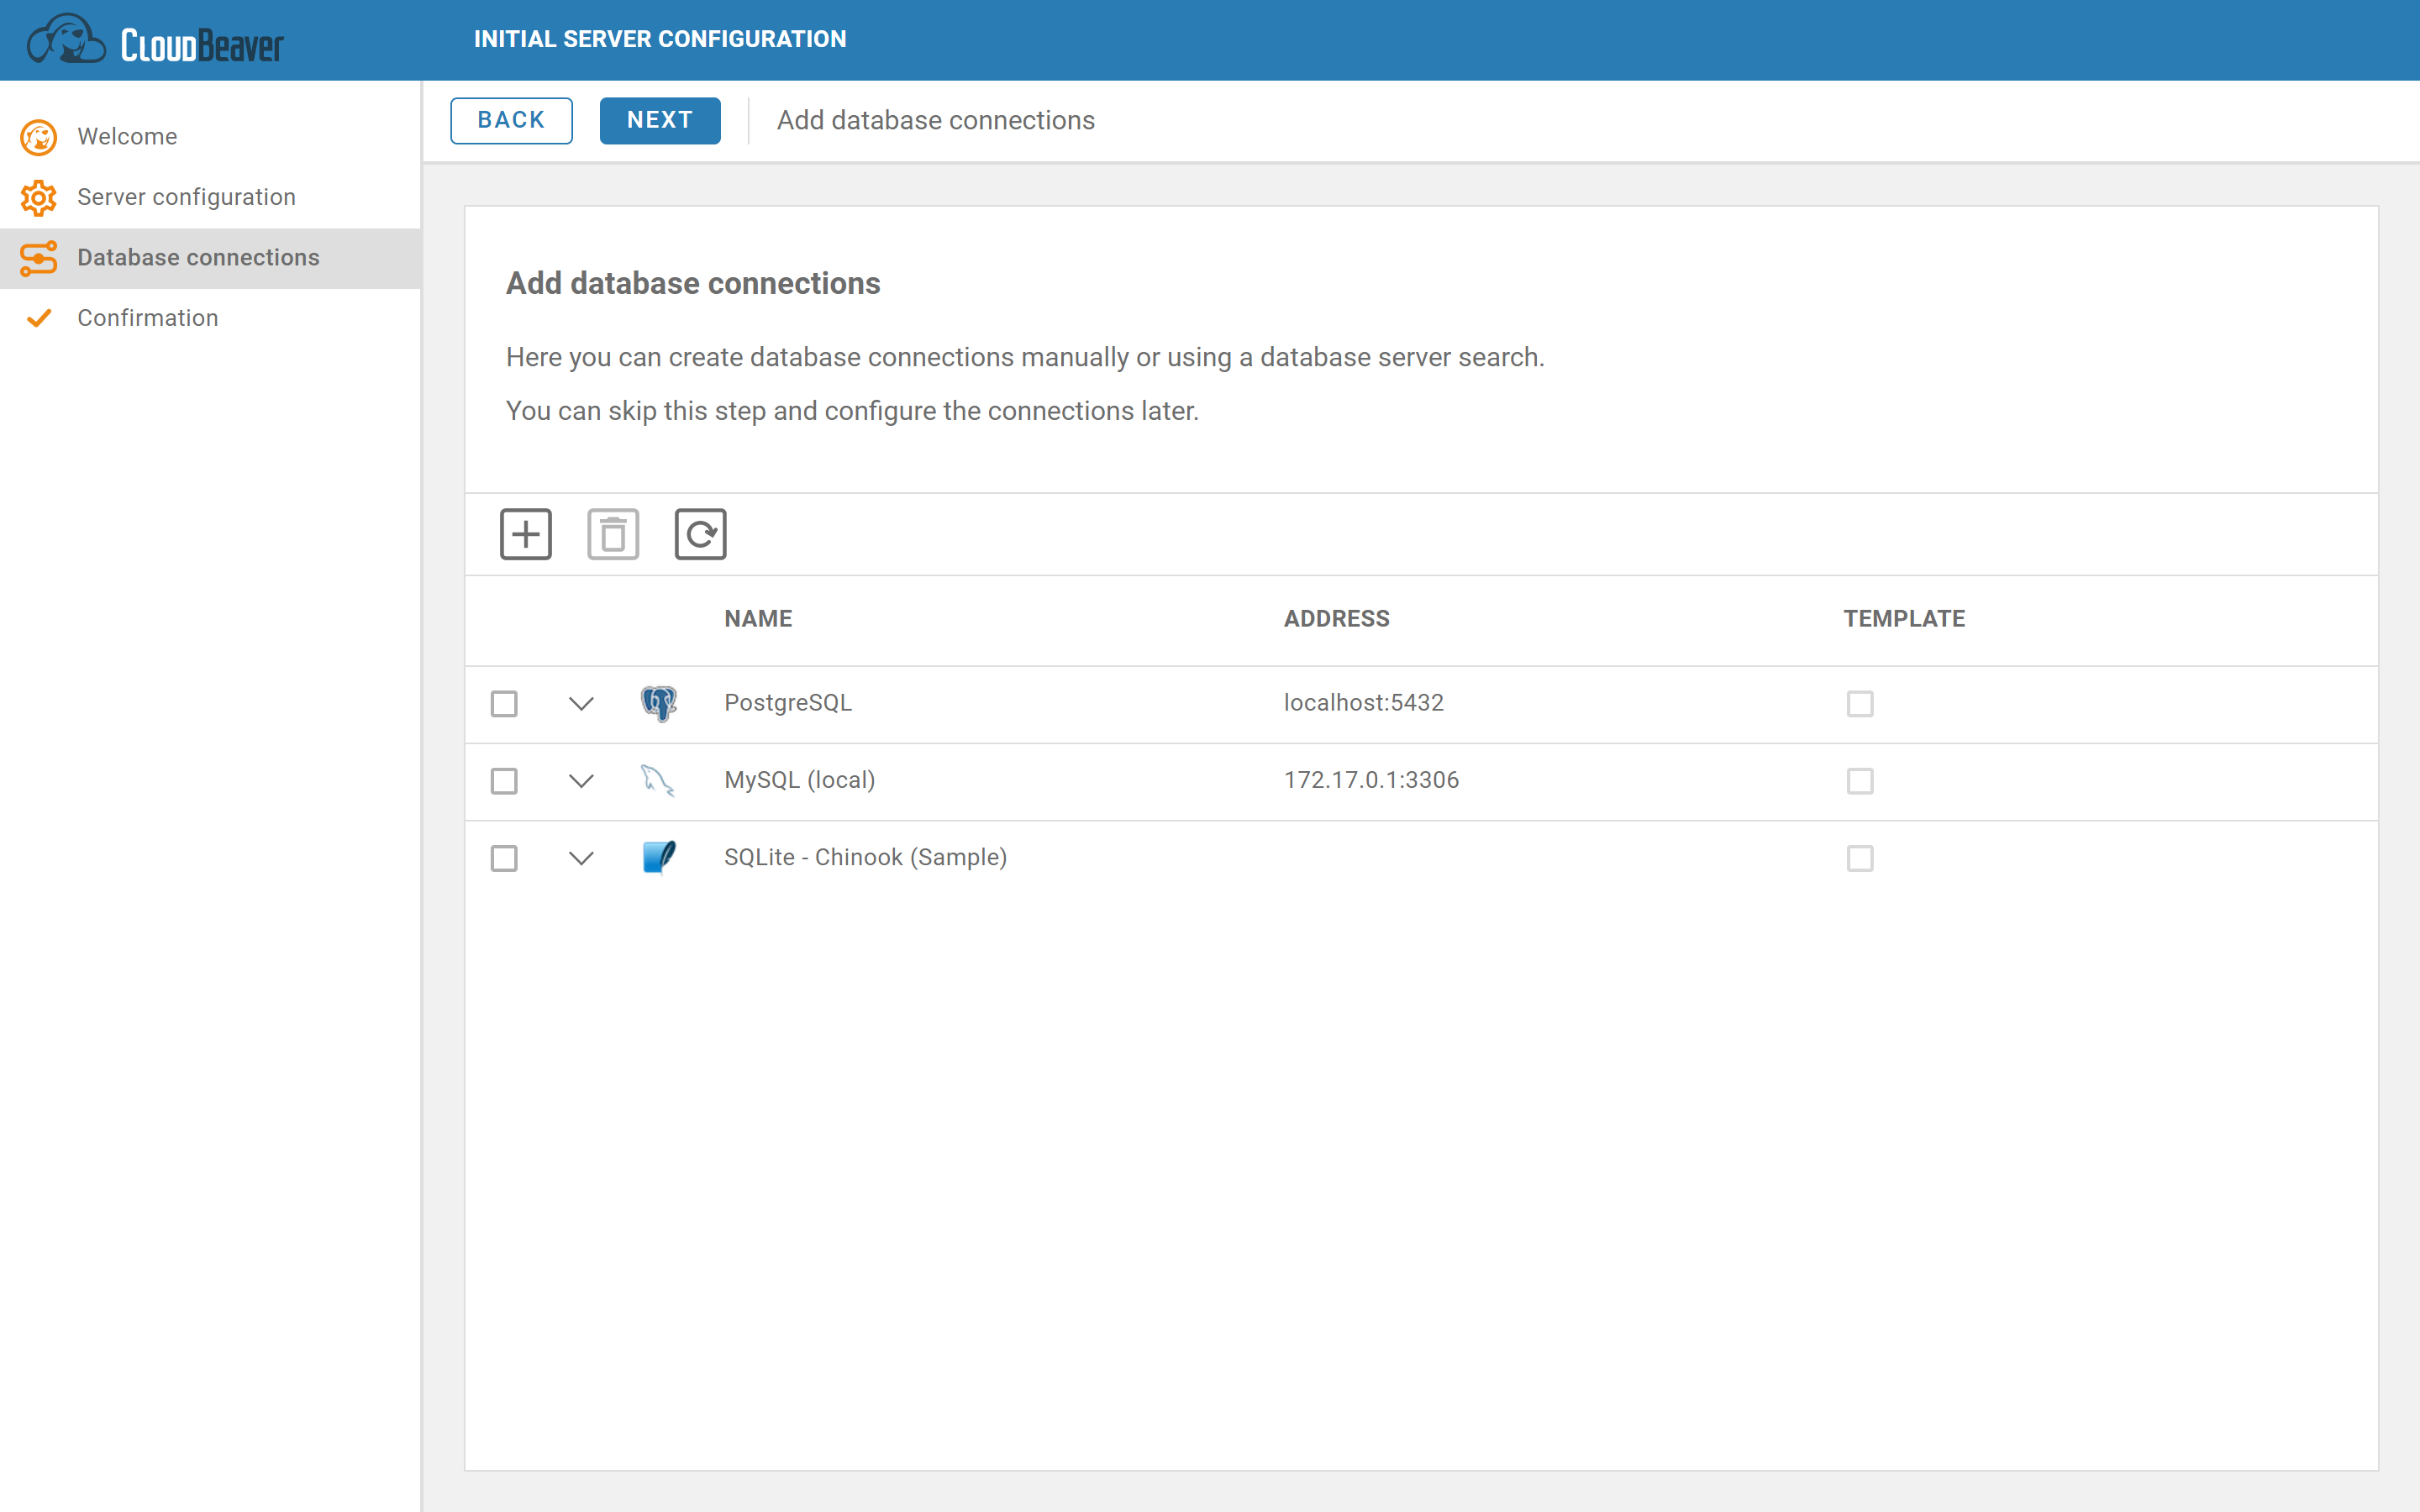 CloudBeaver
INITIAL SERVER CONFIGURATION
Welcome
Server configuration
Database connections
Confirmation
BACK NEXT Add database connections
Add database connections
Here you can create database connections manually or using a database server search.
You can skip this step and configure the connections later.
NAME ADDRESS TEMPLATE
PostgreSQL localhost:5432
MySQL (local) 172.17.0.1:3306
SQLite - Chinook (Sample)